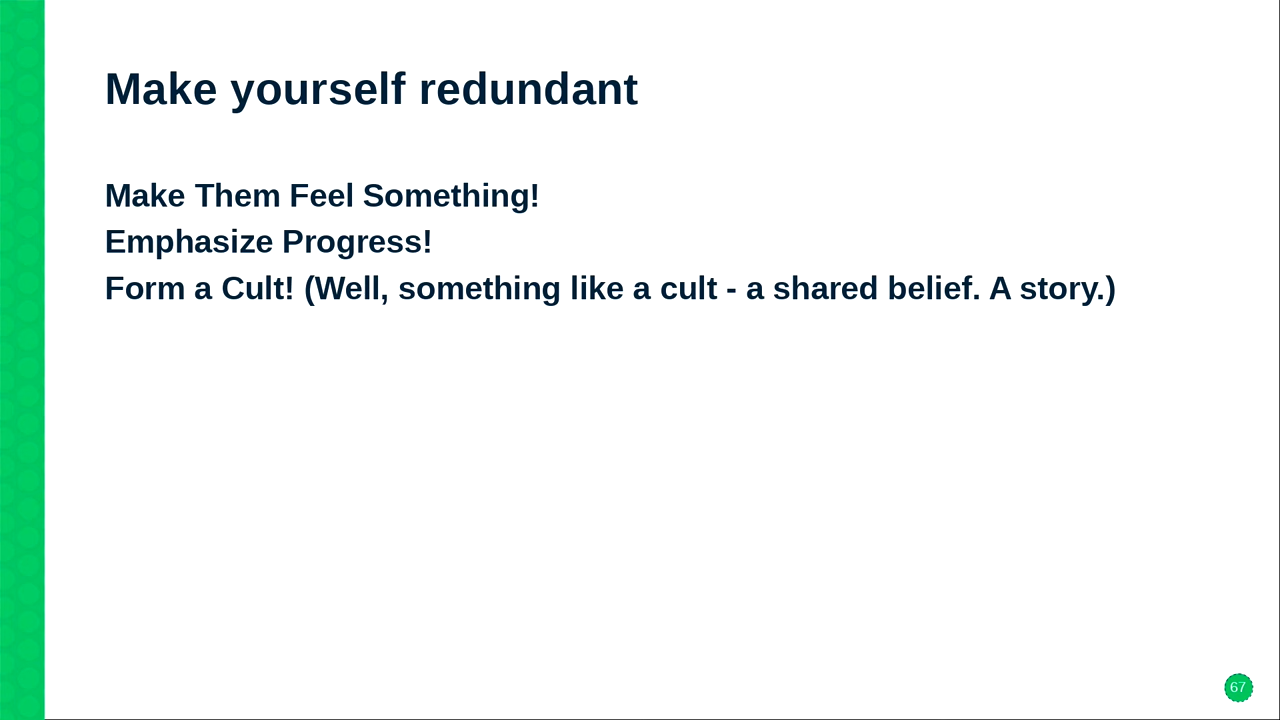 Make yourself redundant
Make Them Feel Something!
Emphasize Progress!
Form a Cult! (Well, something like a cult - a shared belief. A story.)
67